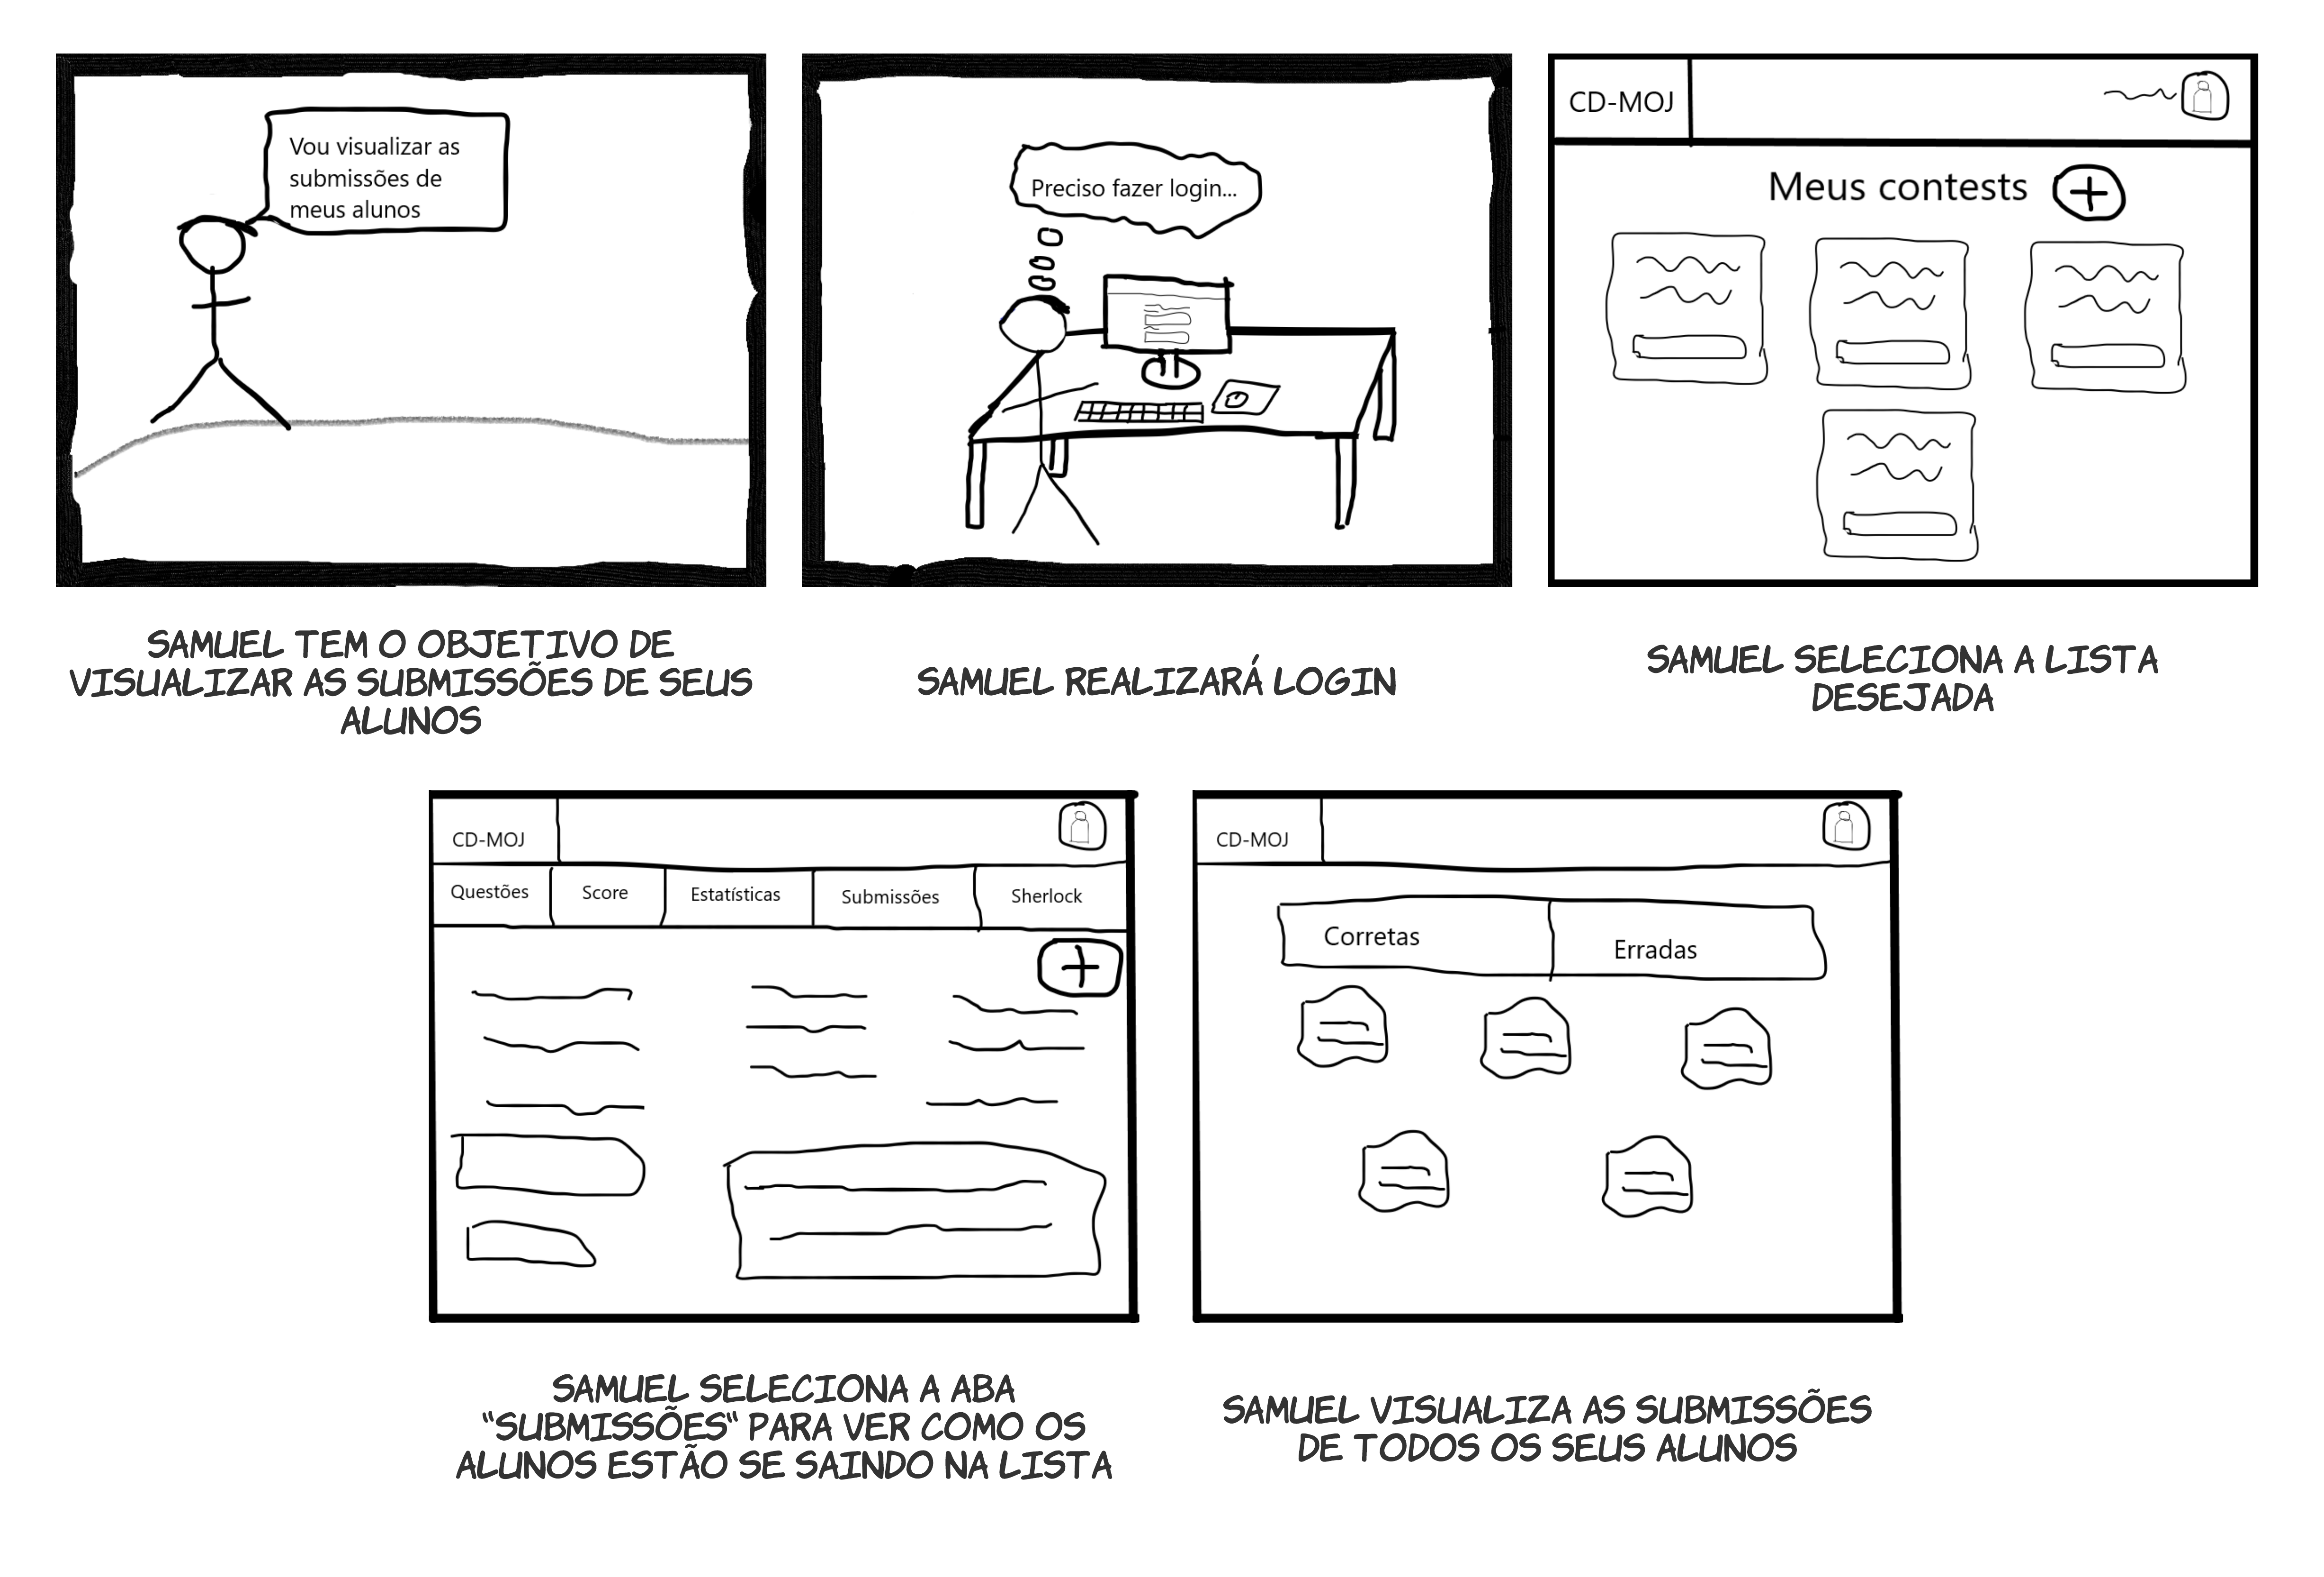 Vou visualizar as
submissões de
meus alunos
SAMUEL TEM O OBJETIVO DE
VISUALIZAR AS SUBMISSÕES DE SEUS
ALUNOS
Preciso fazer login...
SAMUEL REALIZARÁ LOGIN
CD-MOJ
Meus contests
+
SAMUEL SELECIONA A LISTA
DESEJADA
CD-MOJ
Questões Score Estatísticas Submissões Sherlock
+
SAMUEL SELECIONA A ABA
"SUBMISSÕES" PARA VER COMO OS
ALUNOS ESTÃO SE SAINDO NA LISTA
CD-MOJ
Corretas Erradas
SAMUEL VISUALIZA AS SUBMISSÕES
DE TODOS OS SEUS ALUNOS